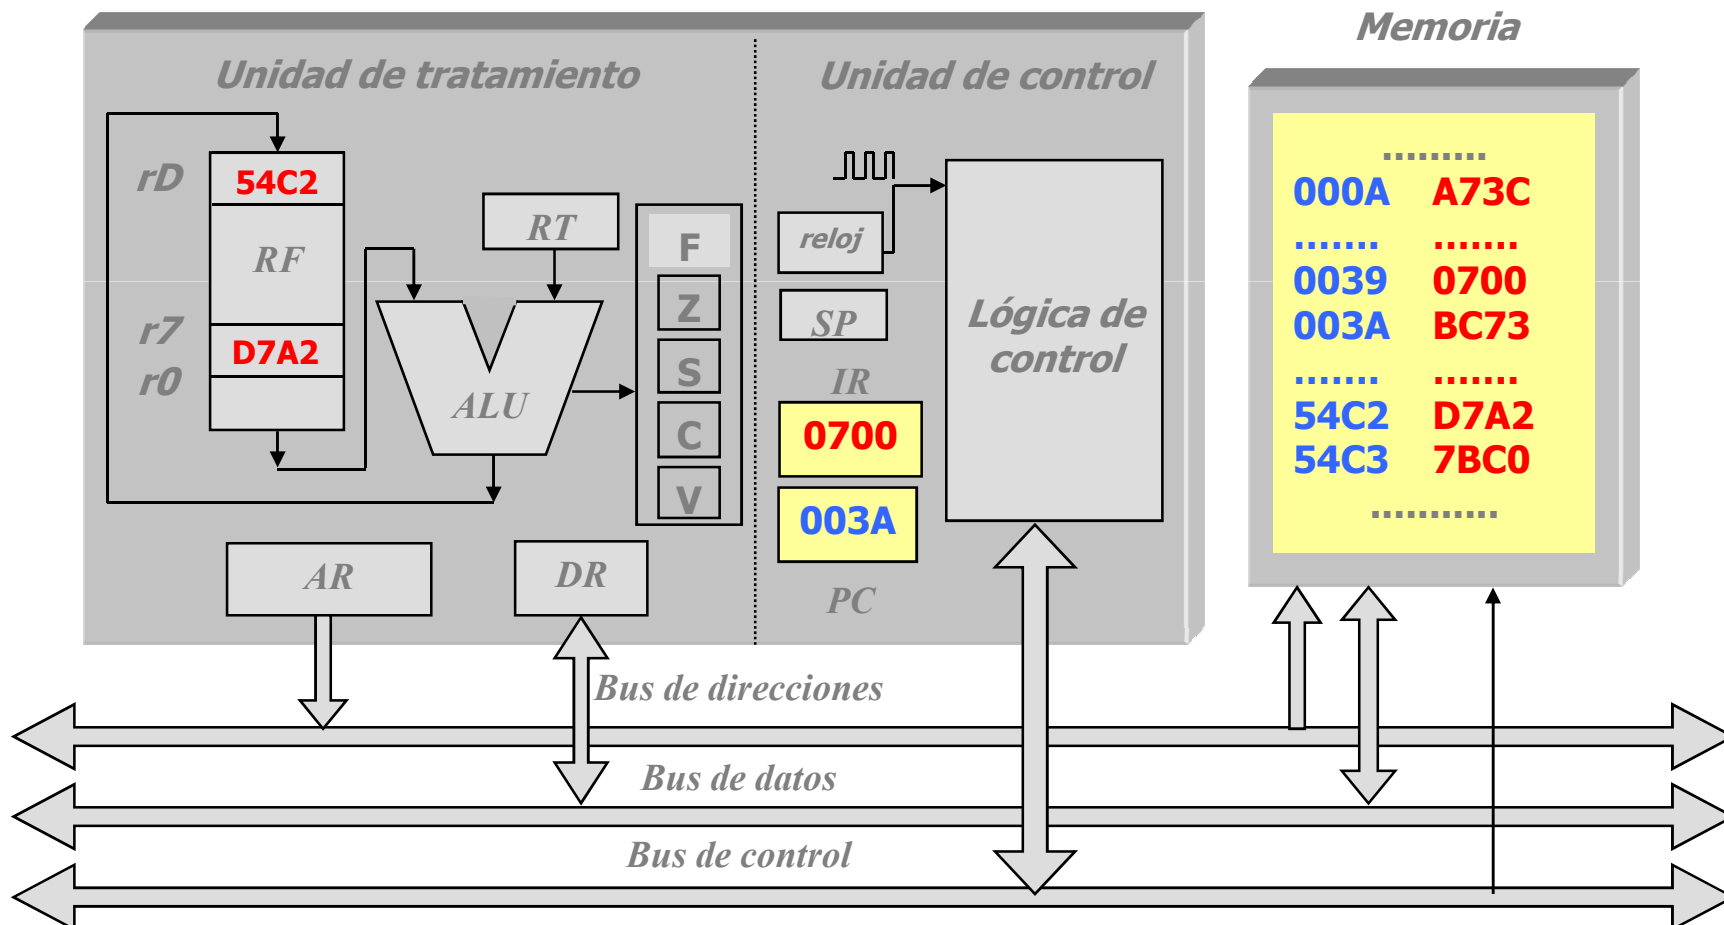 Memoria
Unidad de tratamiento
Unidad de control
rD
54C2
RF
r7
D7A2
r0
RT
ALU
F
Z
S
C
V
reloj
SP
IR
0700
003A
PC
Lógica de
control
AR
DR
.........
000A A73C
....... .......
0039 0700
003A BC73
....... .......
54C2 D7A2
54C3 7BC0
...........
Bus de direcciones
Bus de datos
Bus de control